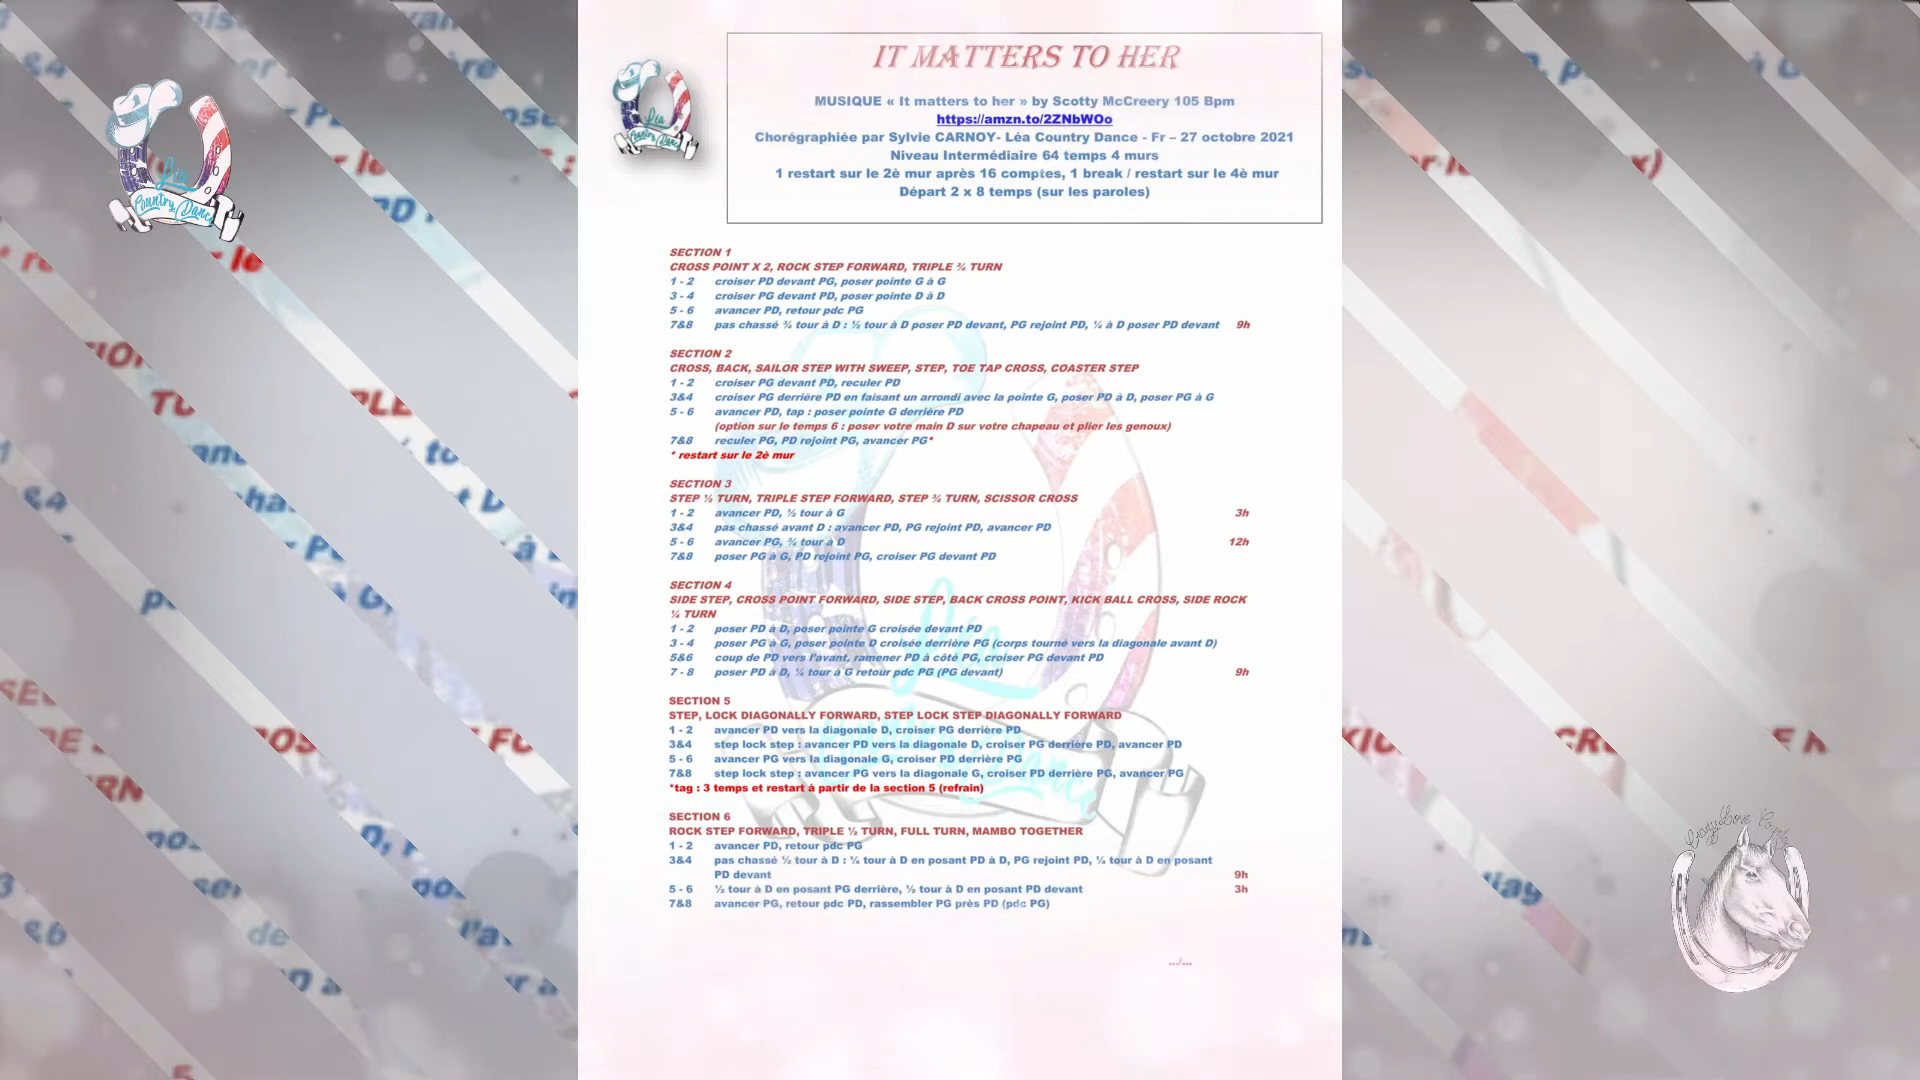 IT MATTERS TO HER
MUSIQUE « It matters to her » by Scotty McCreery 105 Bpm
https://amzn.to/2ZNbWOo
Chorégraphiée par Sylvie CARNOY- Léa Country Dance - Fr – 27 octobre 2021
Niveau Intermédiaire 64 temps 4 murs
1 restart sur le 2è mur après 16 comptes, 1 break / restart sur le 4è mur
Départ 2 x 8 temps (sur les paroles)
Léa
Country Dance
SECTION 1
CROSS POINT X 2, ROCK STEP FORWARD, TRIPLE ¾ TURN
1 - 2 croiser PD devant PG, poser pointe G à G
3 - 4 croiser PG devant PD, poser pointe D à D
5 - 6 avancer PD, retour pdc PG
7&8 pas chassé ¾ tour à D : ½ tour à D poser PD devant, PG rejoint PD, ¼ à D poser PD devant 9h
SECTION 2
CROSS, BACK, SAILOR STEP WITH SWEEP, STEP, TOE TAP CROSS, COASTER STEP
1 - 2 croiser PG devant PD, reculer PD
3&4 croiser PG derrière PD en faisant un arrondi avec la pointe G, poser PD à D, poser PG à G
5 - 6 avancer PD, tap : poser pointe G derrière PD
(option sur le temps 6 : poser votre main D sur votre chapeau et plier les genoux)
7&8 reculer PG, PD rejoint PG, avancer PG*
* restart sur le 2è mur
SECTION 3
STEP ½ TURN, TRIPLE STEP FORWARD, STEP ¾ TURN, SCISSOR CROSS
1 - 2 avancer PD, ½ tour à G 3h
3&4 pas chassé avant D : avancer PD, PG rejoint PD, avancer PD
5 - 6 avancer PG, ¾ tour à D 12h
7&8 poser PG à G, PD rejoint PG, croiser PG devant PD
SECTION 4
SIDE STEP, CROSS POINT FORWARD, SIDE STEP, BACK CROSS POINT, KICK BALL CROSS, SIDE ROCK
¼ TURN
1 - 2 poser PD à D, poser pointe G croisée devant PD
3 - 4 poser PG à G, poser pointe D croisée derrière PG (corps tourné vers la diagonale avant D)
5&6 coup de PD vers l'avant, ramener PD à côté PG, croiser PG devant PD
7 - 8 poser PD à D, ¼ tour à G retour pdc PG (PG devant) 9h
SECTION 5
STEP, LOCK DIAGONALLY FORWARD, STEP LOCK STEP DIAGONALLY FORWARD
1 - 2 avancer PD vers la diagonale D, croiser PG derrière PD
3&4 step lock step : avancer PD vers la diagonale D, croiser PG derrière PD, avancer PD
5 - 6 avancer PG vers la diagonale G, croiser PD derrière PG
7&8 step lock step : avancer PG vers la diagonale G, croiser PD derrière PG, avancer PG
*tag : 3 temps et restart à partir de la section 5 (refrain)
SECTION 6
ROCK STEP FORWARD, TRIPLE ½ TURN, FULL TURN, MAMBO TOGETHER
1 - 2 avancer PD, retour pdc PG
3&4 pas chassé ½ tour à D : ¼ tour à D en posant PD à D, PG rejoint PD, ¼ tour à D en posant
PD devant 9h
5 - 6 ½ tour à D en posant PG derrière, ½ tour à D en posant PD devant 3h
7&8 avancer PG, retour pdc PD, rassembler PG près PD (pdc PG)
.../...